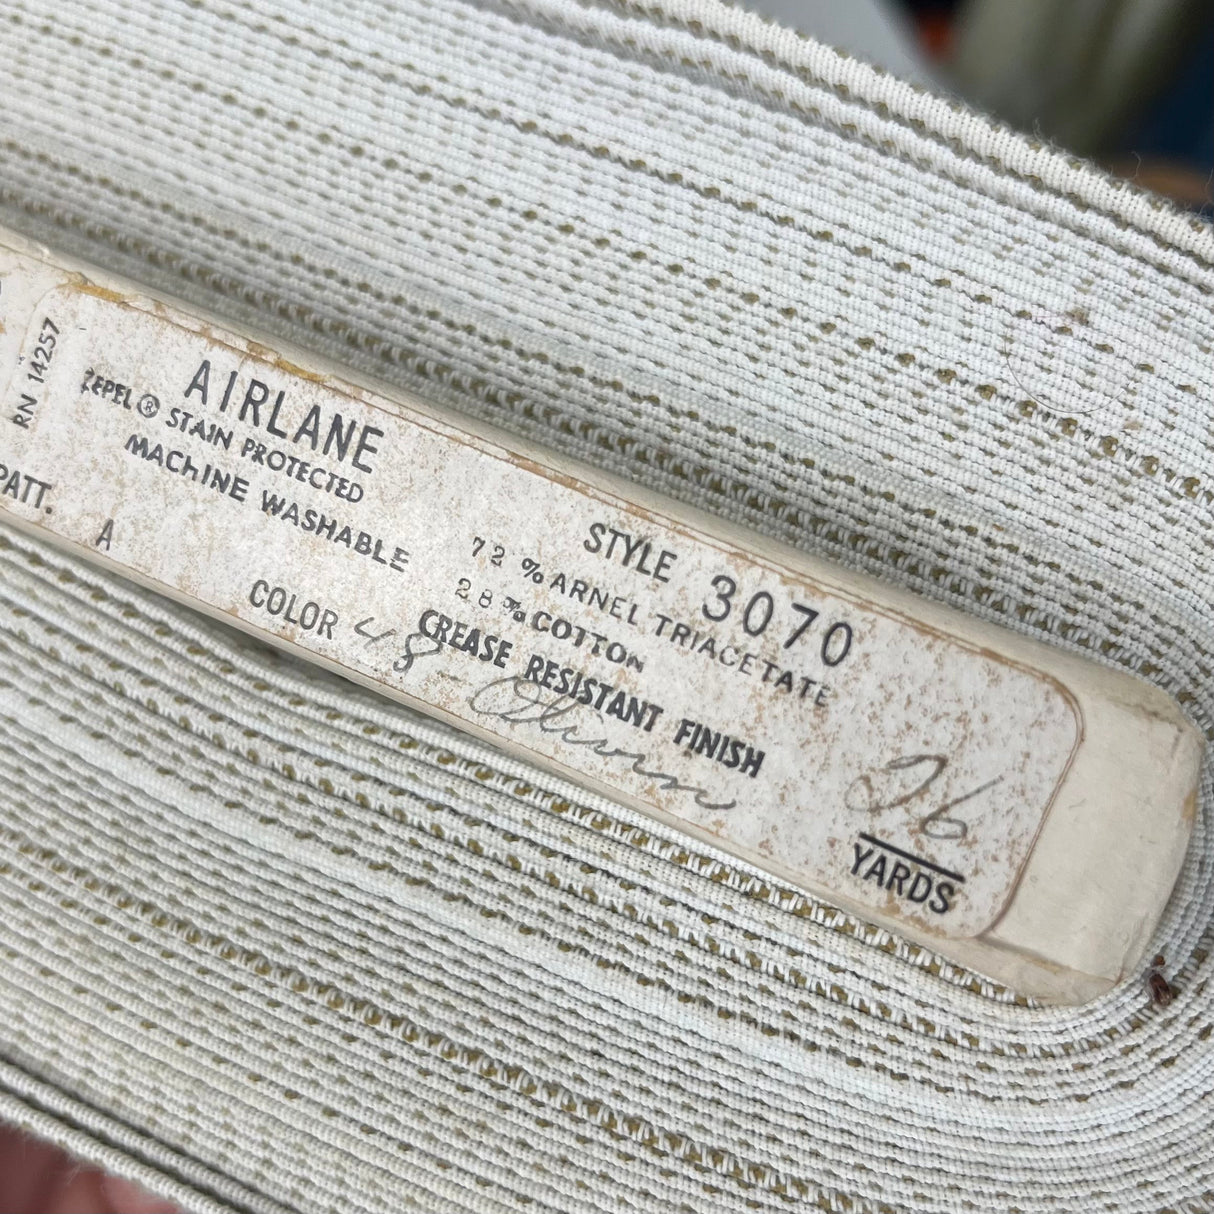 RN 14257
PATT.
A
AIRLANE
ZEPEL® STAIN PROTECTED
MACHINE WASHABLE
COLOR 48
STYLE 3070
72 % ARNEL TRIACETATE
28 % COTTON
CREASE RESISTANT FINISH
26
YARDS